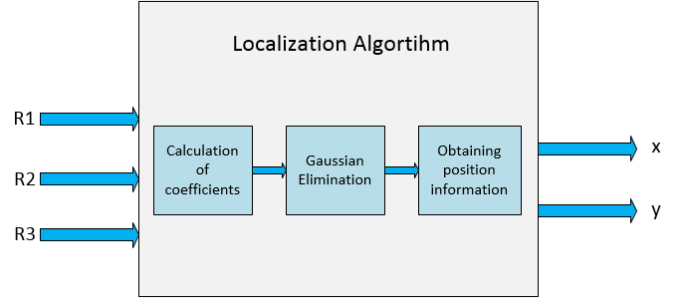 Localization Algortihm
R1
R2
R3
Calculation
of
coefficients
Gaussian
Elimination
Obtaining
position
information
x
y